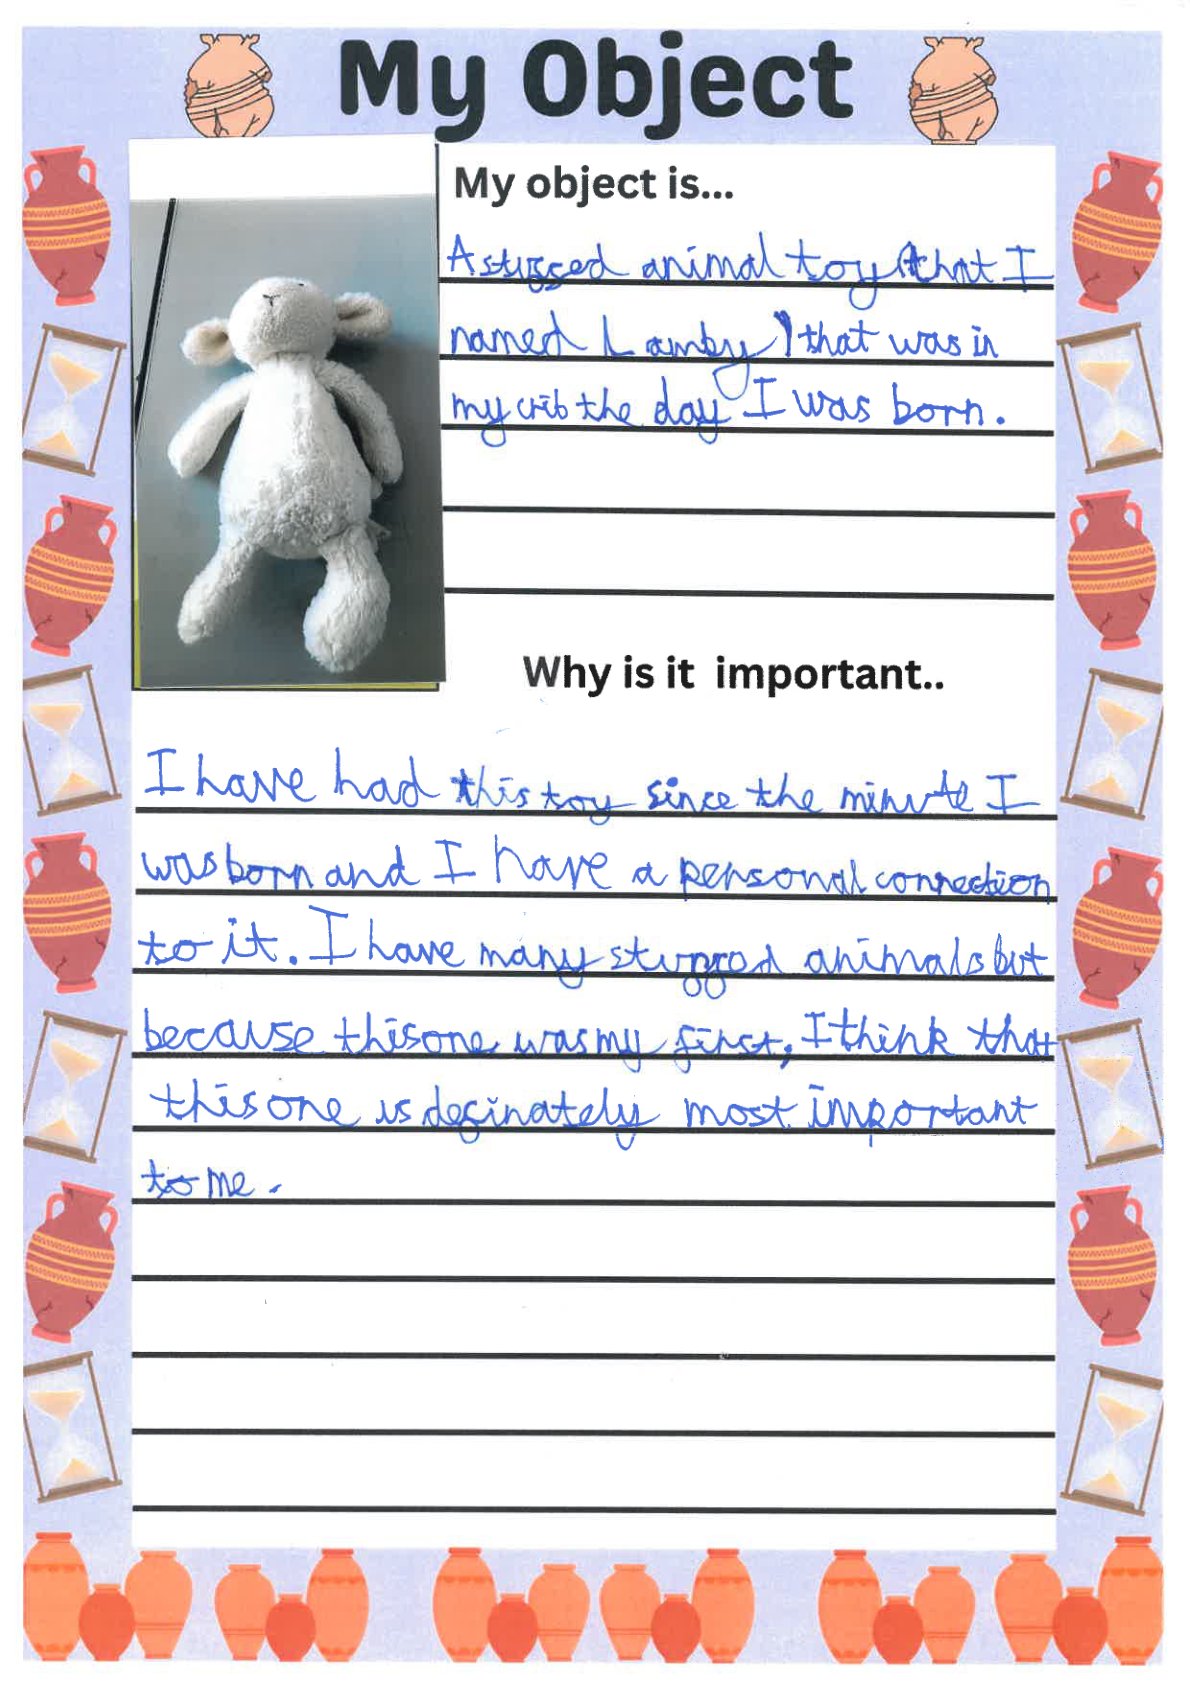 My Object
My object is...
A stuffed animal toy (that I
named Lamby) that was in
my crib the day I was born.
Why is it important..
I have had this toy since the minute I
was born and I have a personal connection
to it. I have many stuffed animals but
because this one was my first, I think that
this one is definately most important
to me.